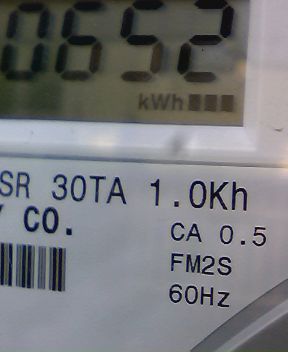 0652
kWh
SR 30TA 1.0Kh
Y CO.
CA 0.5
FM2S
60Hz